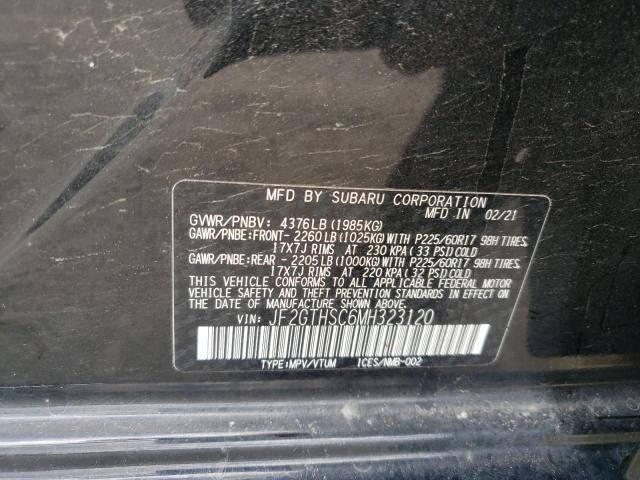 MFD BY SUBARU CORPORATION
MFD IN 02/21
GVWR/PNBV: 4376LB (1985KG)
GAWR/PNBE:FRONT- 2260LB (1025KG) WITH P225/60R17 98H TIRES,
17X7J RIMS AT 230 KPA (33 PSI) COLD
GAWR/PNBE:REAR - 2205LB (1000KG) WITH P225/60R17 98H TIRES,
17X7J RIMS AT 220 KPA (32 PSI) COLD
THIS VEHICLE CONFORMS TO ALL APPLICABLE FEDERAL MOTOR
VEHICLE SAFETY AND THEFT PREVENTION STANDARDS IN EFFECT ON
THE DATE OF MANUFACTURE SHOWN ABOVE.
VIN: JF2GTHSC6MH323120
TYPE:MPV/VTUM ICES/NMB-002